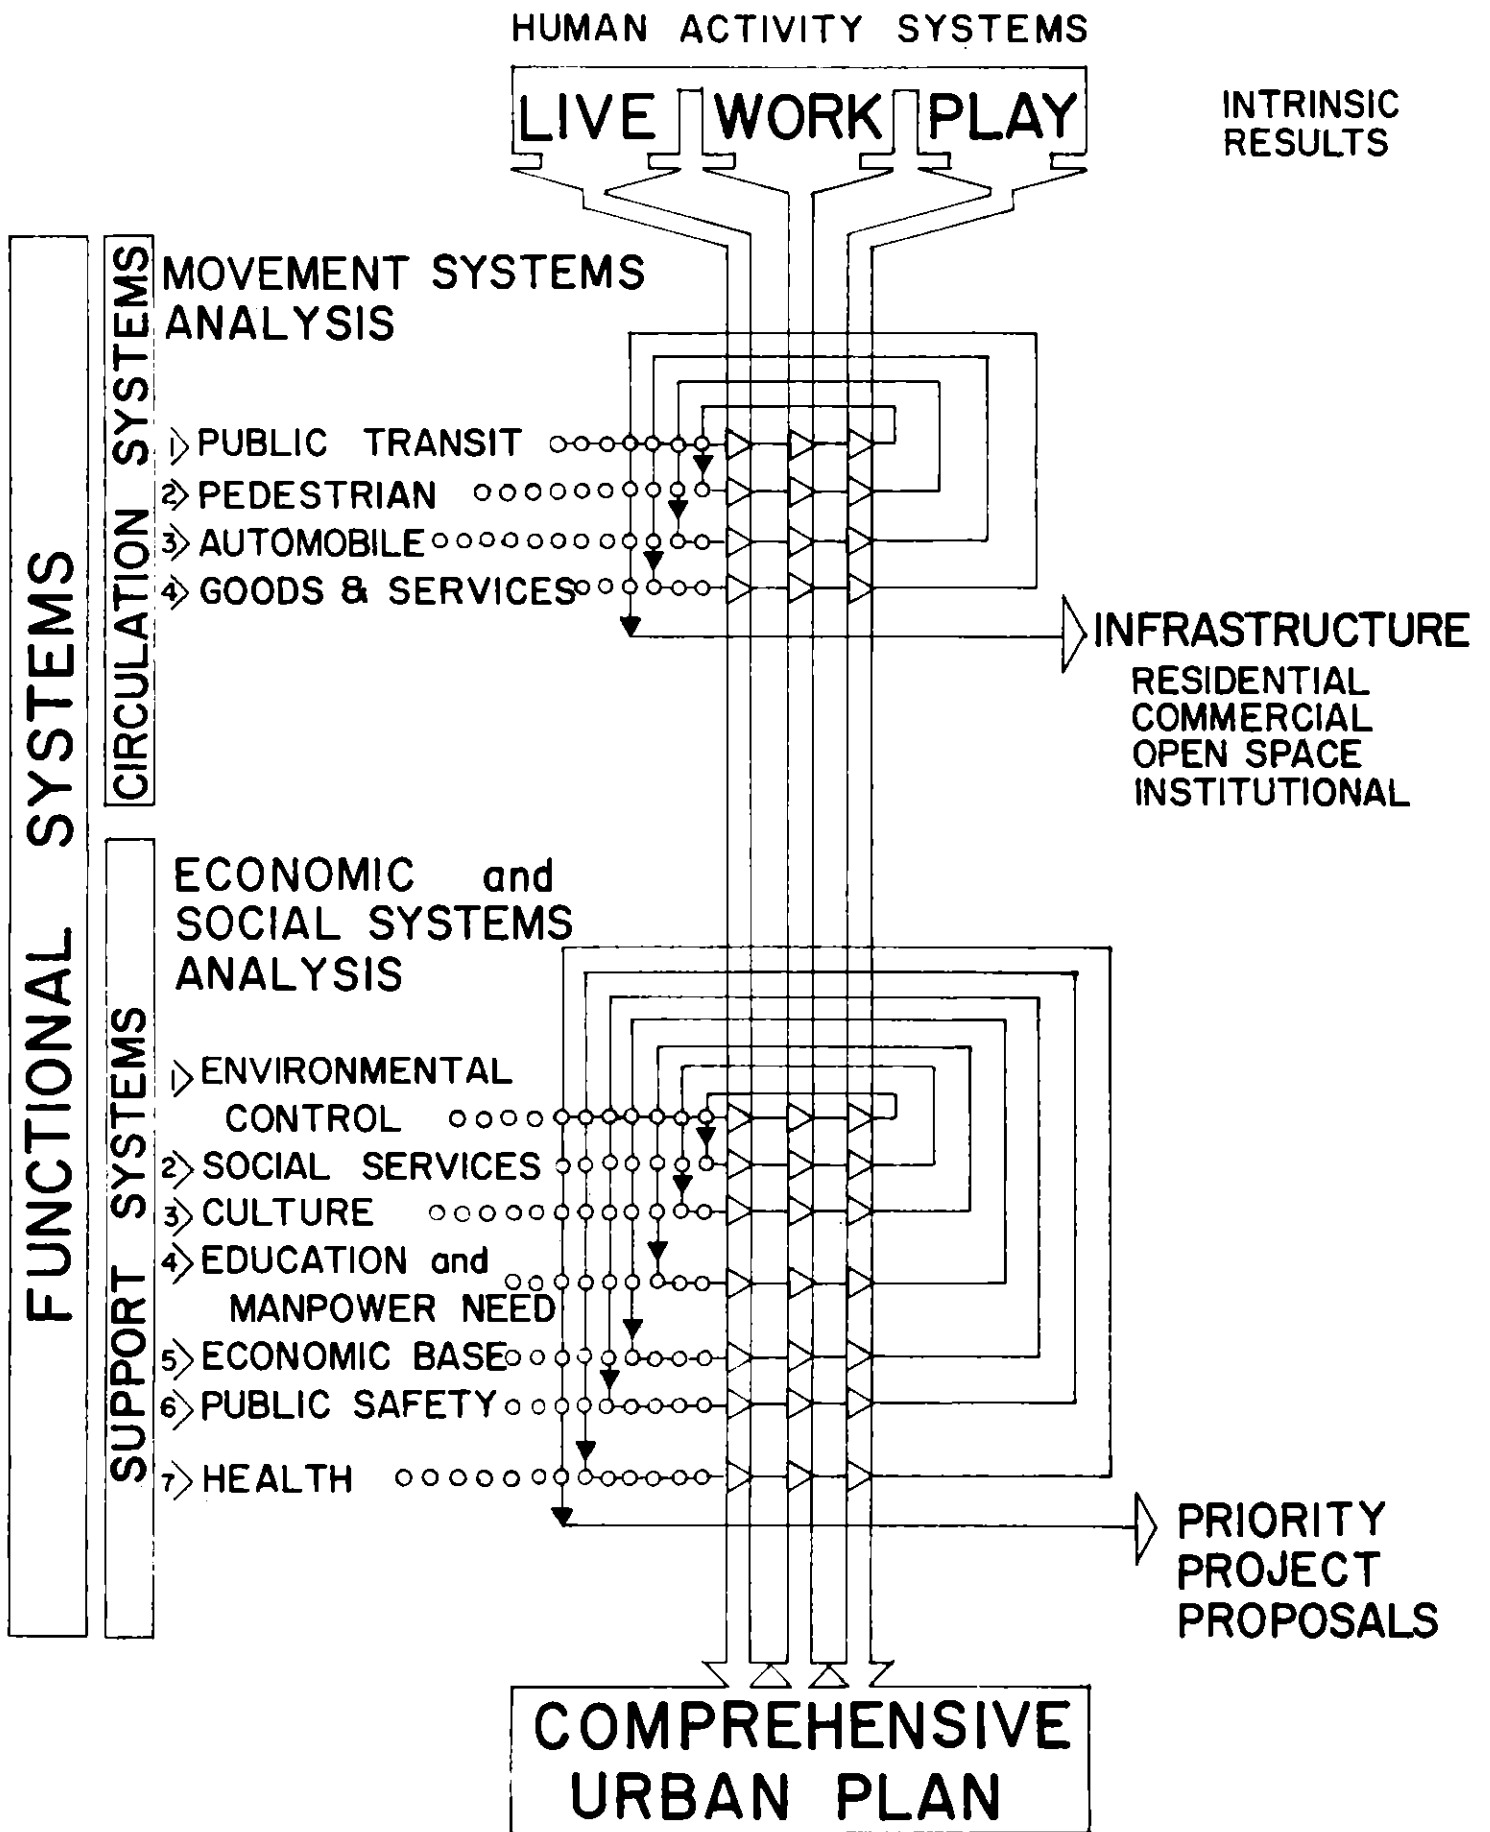 HUMAN ACTIVITY SYSTEMS
LIVE WORK PLAY
INTRINSIC
RESULTS
FUNCTIONAL SYSTEMS
CIRCULATION SYSTEMS
MOVEMENT SYSTEMS
ANALYSIS
1 PUBLIC TRANSIT
2 PEDESTRIAN
3 AUTOMOBILE
4 GOODS & SERVICES
INFRASTRUCTURE
RESIDENTIAL
COMMERCIAL
OPEN SPACE
INSTITUTIONAL
SUPPORT SYSTEMS
ECONOMIC and
SOCIAL SYSTEMS
ANALYSIS
1 ENVIRONMENTAL
CONTROL
2 SOCIAL SERVICES
3 CULTURE
4 EDUCATION and
MANPOWER NEED
5 ECONOMIC BASE
6 PUBLIC SAFETY
7 HEALTH
PRIORITY
PROJECT
PROPOSALS
COMPREHENSIVE
URBAN PLAN